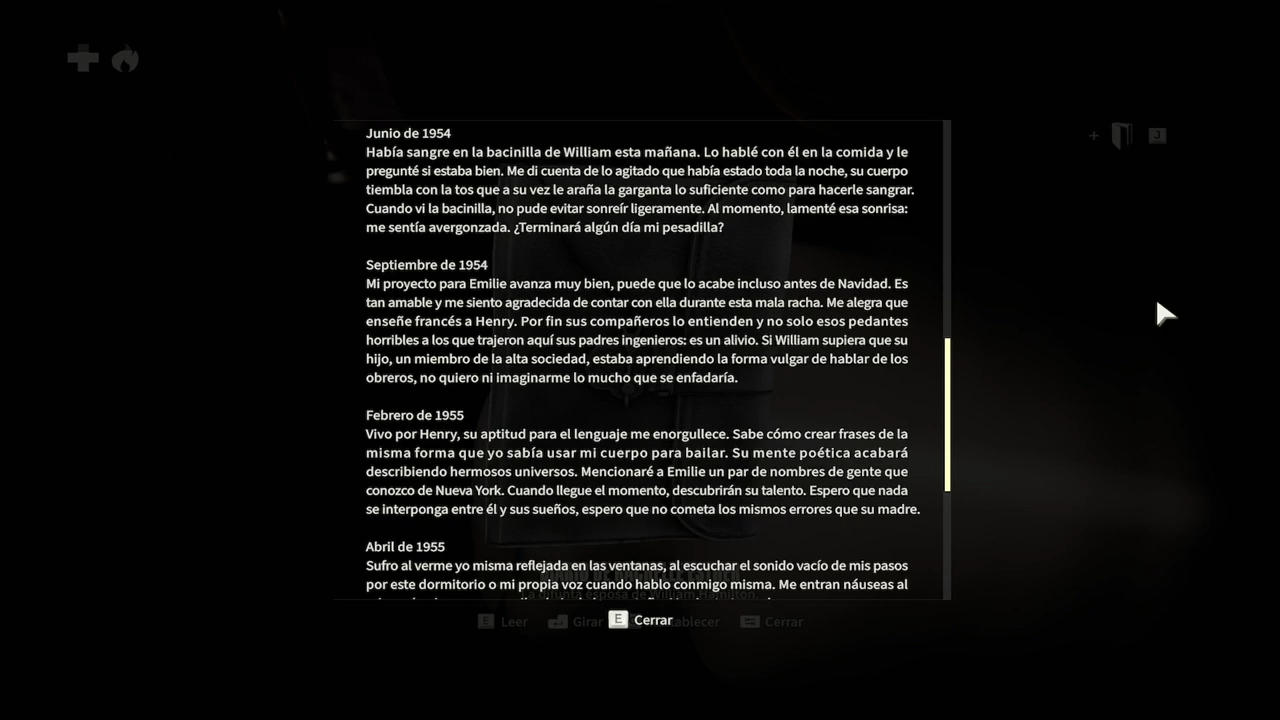 Junio de 1954
Había sangre en la bacinilla de William esta mañana. Lo hablé con él en la comida y le
pregunté si estaba bien. Me di cuenta de lo agitado que había estado toda la noche, su cuerpo
tiembla con la tos que a su vez le araña la garganta lo suficiente como para hacerle sangrar.
Cuando vi la bacinilla, no pude evitar sonreír ligeramente. Al momento, lamenté esa sonrisa:
me sentía avergonzada. ¿Terminará algún día mi pesadilla?
J
Septiembre de 1954
Mi proyecto para Emilie avanza muy bien, puede que lo acabe incluso antes de Navidad. Es
tan amable y me siento agradecida de contar con ella durante esta mala racha. Me alegra que
enseñe francés a Henry. Por fin sus compañeros lo entienden y no solo esos pedantes
horribles a los que trajeron aquí sus padres ingenieros: es un alivio. Si William supiera que su
hijo, un miembro de la alta sociedad, estaba aprendiendo la forma vulgar de hablar de los
obreros, no quiero ni imaginarme lo mucho que se enfadaría.
Febrero de 1955
Vivo por Henry, su aptitud para el lenguaje me enorgullece. Sabe cómo crear frases de la
misma forma que yo sabía usar mi cuerpo para bailar. Su mente poética acabará
describiendo hermosos universos. Mencionaré a Emilie un par de nombres de gente que
conozco de Nueva York. Cuando llegue el momento, descubrirán su talento. Espero que nada
se interponga entre él y sus sueños, espero que no cometa los mismos errores que su madre.
Abril de 1955
Sufro al verme yo misma reflejada en las ventanas, al escuchar el sonido vacío de mis pasos
por este dormitorio o mi propia voz cuando hablo conmigo misma. Me entran náuseas al
La difunta esposa de William Hamilton.
E Leer Girar E Cerrar Cerrar